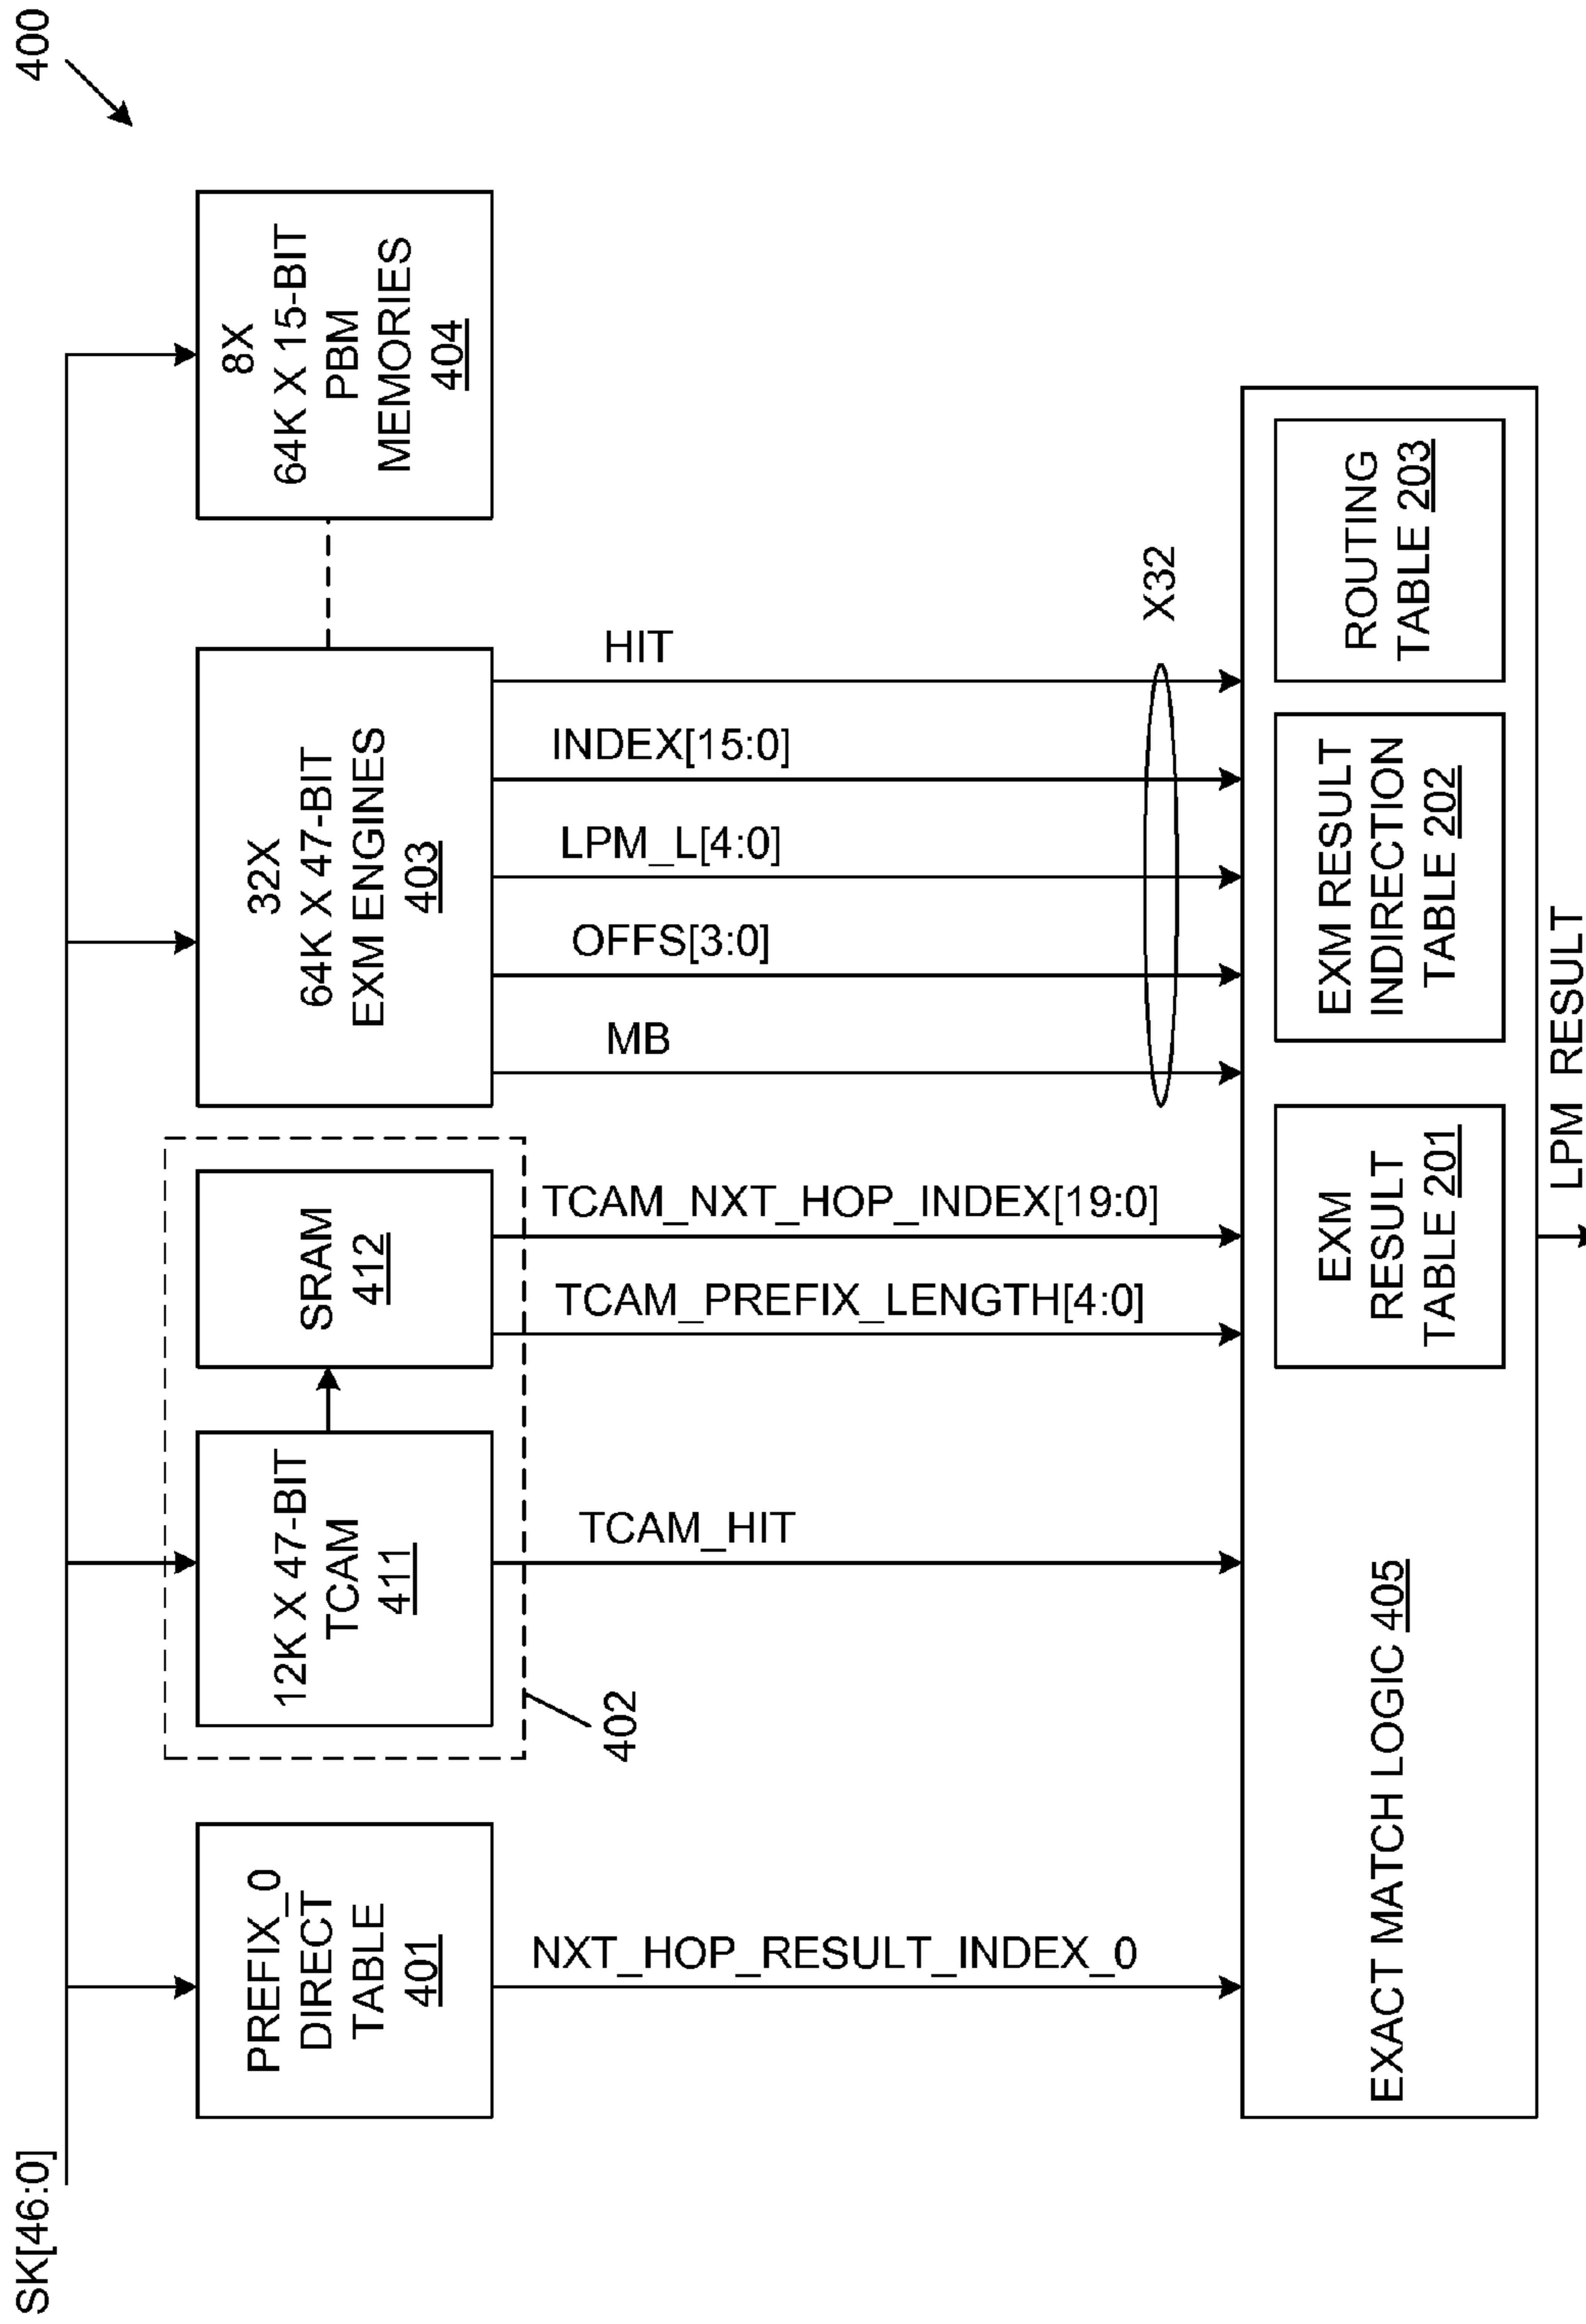 400
SK[46:0]
PREFIX_0
DIRECT
TABLE
401
12K X 47-BIT
TCAM
411
SRAM
412
32X
64K X 47-BIT
EXM ENGINES
403
8X
64K X 15-BIT
PBM
MEMORIES
404
402
NXT_HOP_RESULT_INDEX_0
TCAM_HIT
TCAM_PREFIX_LENGTH[4:0]
TCAM_NXT_HOP_INDEX[19:0]
MB
OFFS[3:0]
LPM_L[4:0]
INDEX[15:0]
HIT
X32
EXACT MATCH LOGIC 405
EXM
RESULT
TABLE 201
EXM RESULT
INDIRECTION
TABLE 202
ROUTING
TABLE 203
LPM RESULT